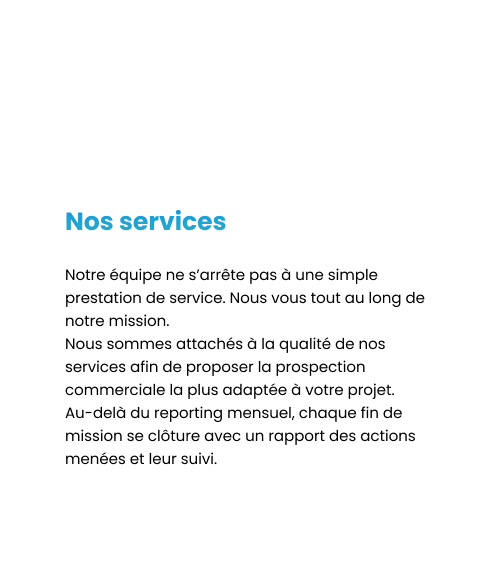 Nos services
Notre équipe ne s’arrête pas à une simple
prestation de service. Nous vous tout au long de
notre mission.
Nous sommes attachés à la qualité de nos
services afin de proposer la prospection
commerciale la plus adaptée à votre projet.
Au-delà du reporting mensuel, chaque fin de
mission se clôture avec un rapport des actions
menées et leur suivi.